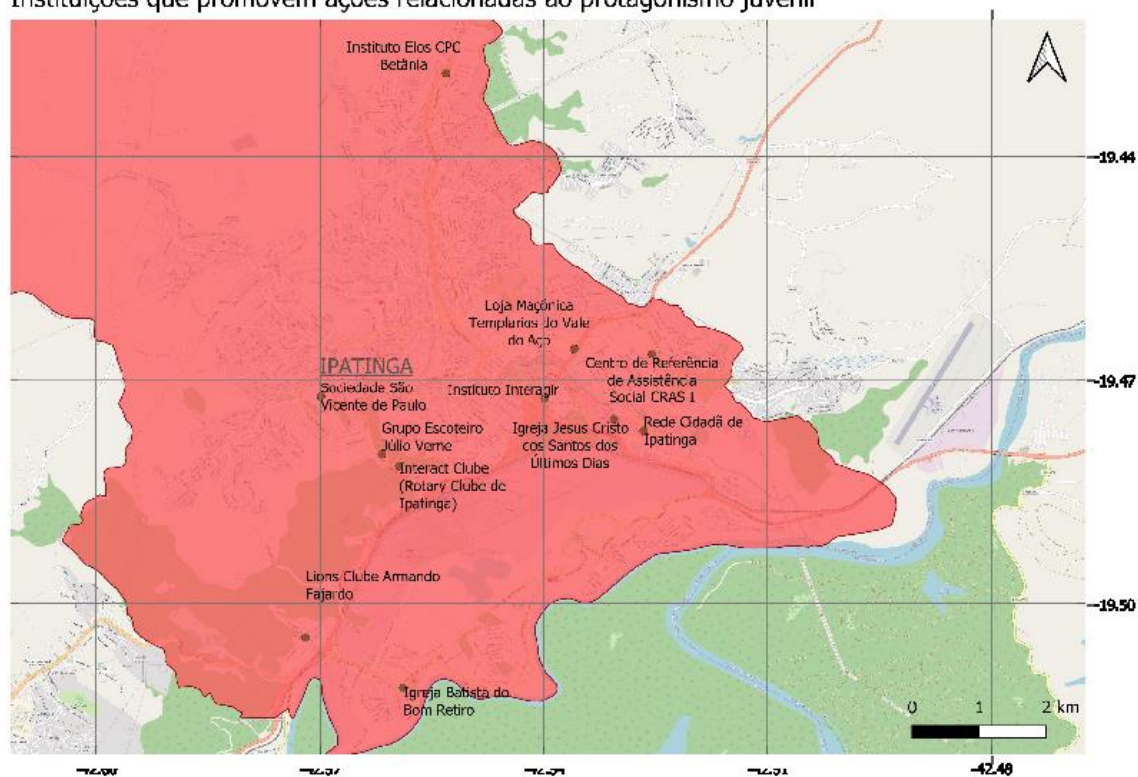 Instituições que promovem ações relacionadas ao protagonismo juvenil
Instituto Elos CPC
Betânia
-19.44
Loja Maçônica
Templarios do Vale
do Aço
IPATINGA
Sociedade São
Vicente de Paulo
Instituto Interagir
Centro de Referência
de Assistência
Social CRAS I
-19.47
Grupo Escoteiro
Júlio Verne
Interact Clube
(Rotary Clube de
Ipatinga)
Igreja Jesus Cristo
cos Santos dos
Últimos Dias
Rede Cidadã de
Ipatinga
Lions Clube Armando
Fajardo
-19.50
Igreja Batista do
Bom Retiro
0 1 2 km
-42.60 -42.57 -42.54 -42.51 -42.48